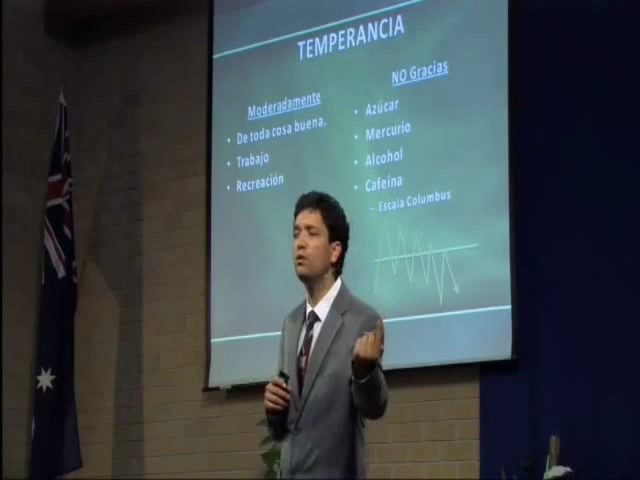 TEMPERANCIA
Moderadamente
• De toda cosa buena.
• Trabajo
• Recreación
NO Gracias
• Azúcar
• Mercurio
• Alcohol
• Cafeína
– Escala Columbus